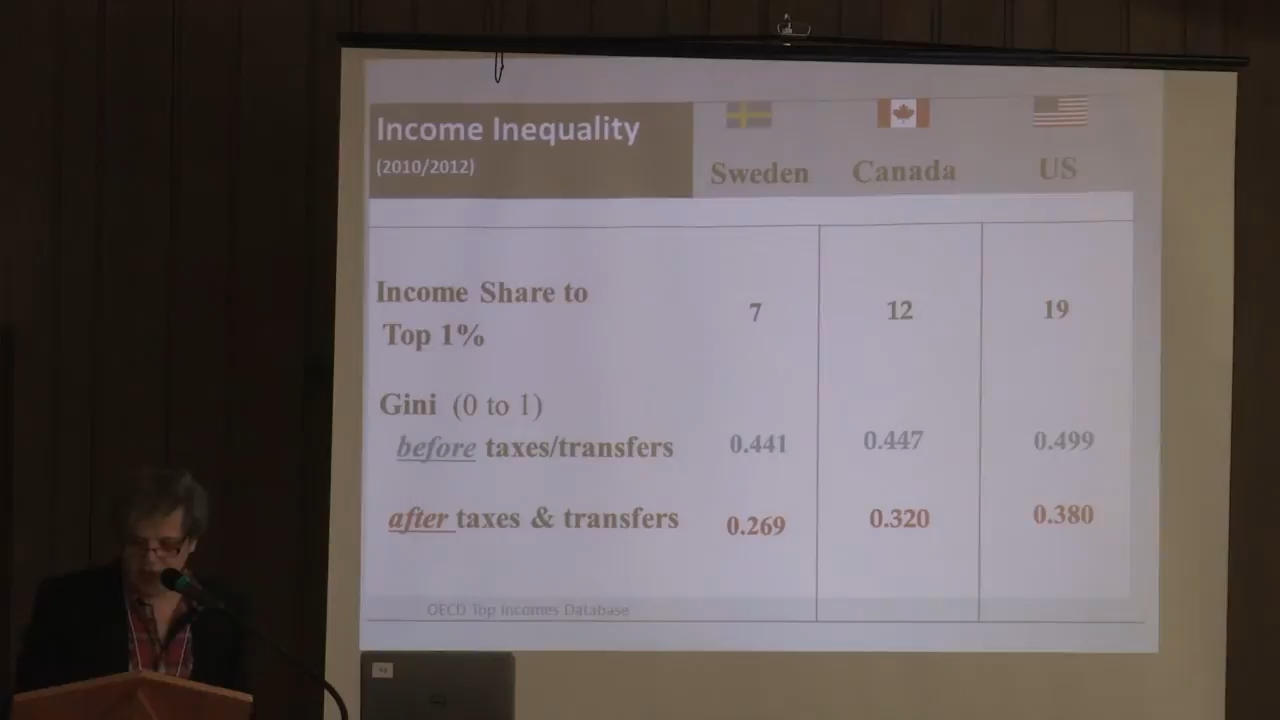 Income Inequality
(2010/2012)
Sweden Canada US
Income Share to
Top 1%
7 12 19
Gini (0 to 1)
before taxes/transfers 0.441 0.447 0.499
after taxes & transfers 0.269 0.320 0.380
OECD Top Incomes Database